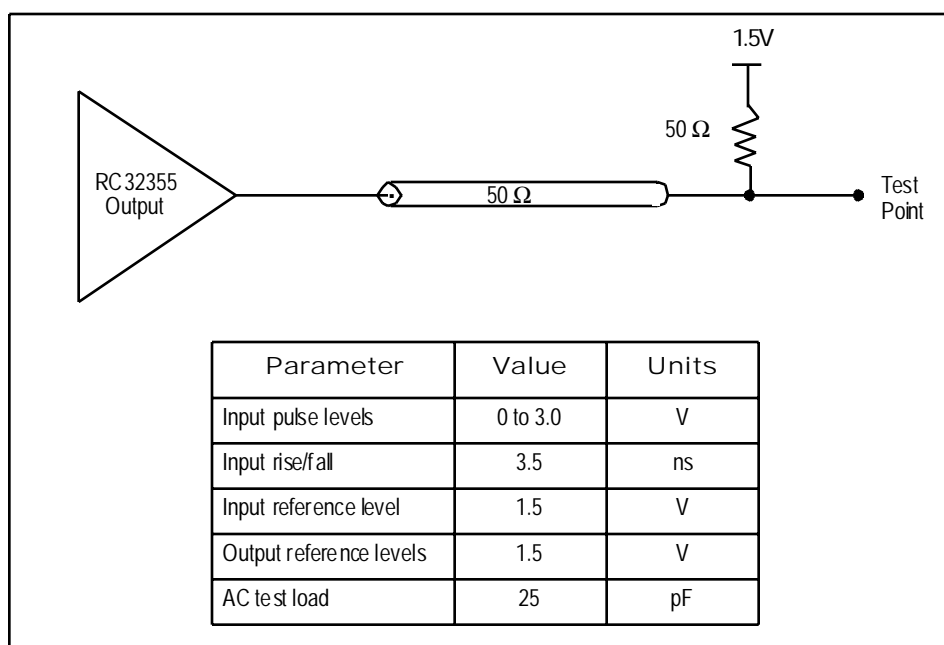 1.5V
50 Ω
RC32355
Output
50 Ω
Test
Point
Parameter Value Units
Input pulse levels 0 to 3.0 V
Input rise/fall 3.5 ns
Input reference level 1.5 V
Output reference levels 1.5 V
AC test load 25 pF